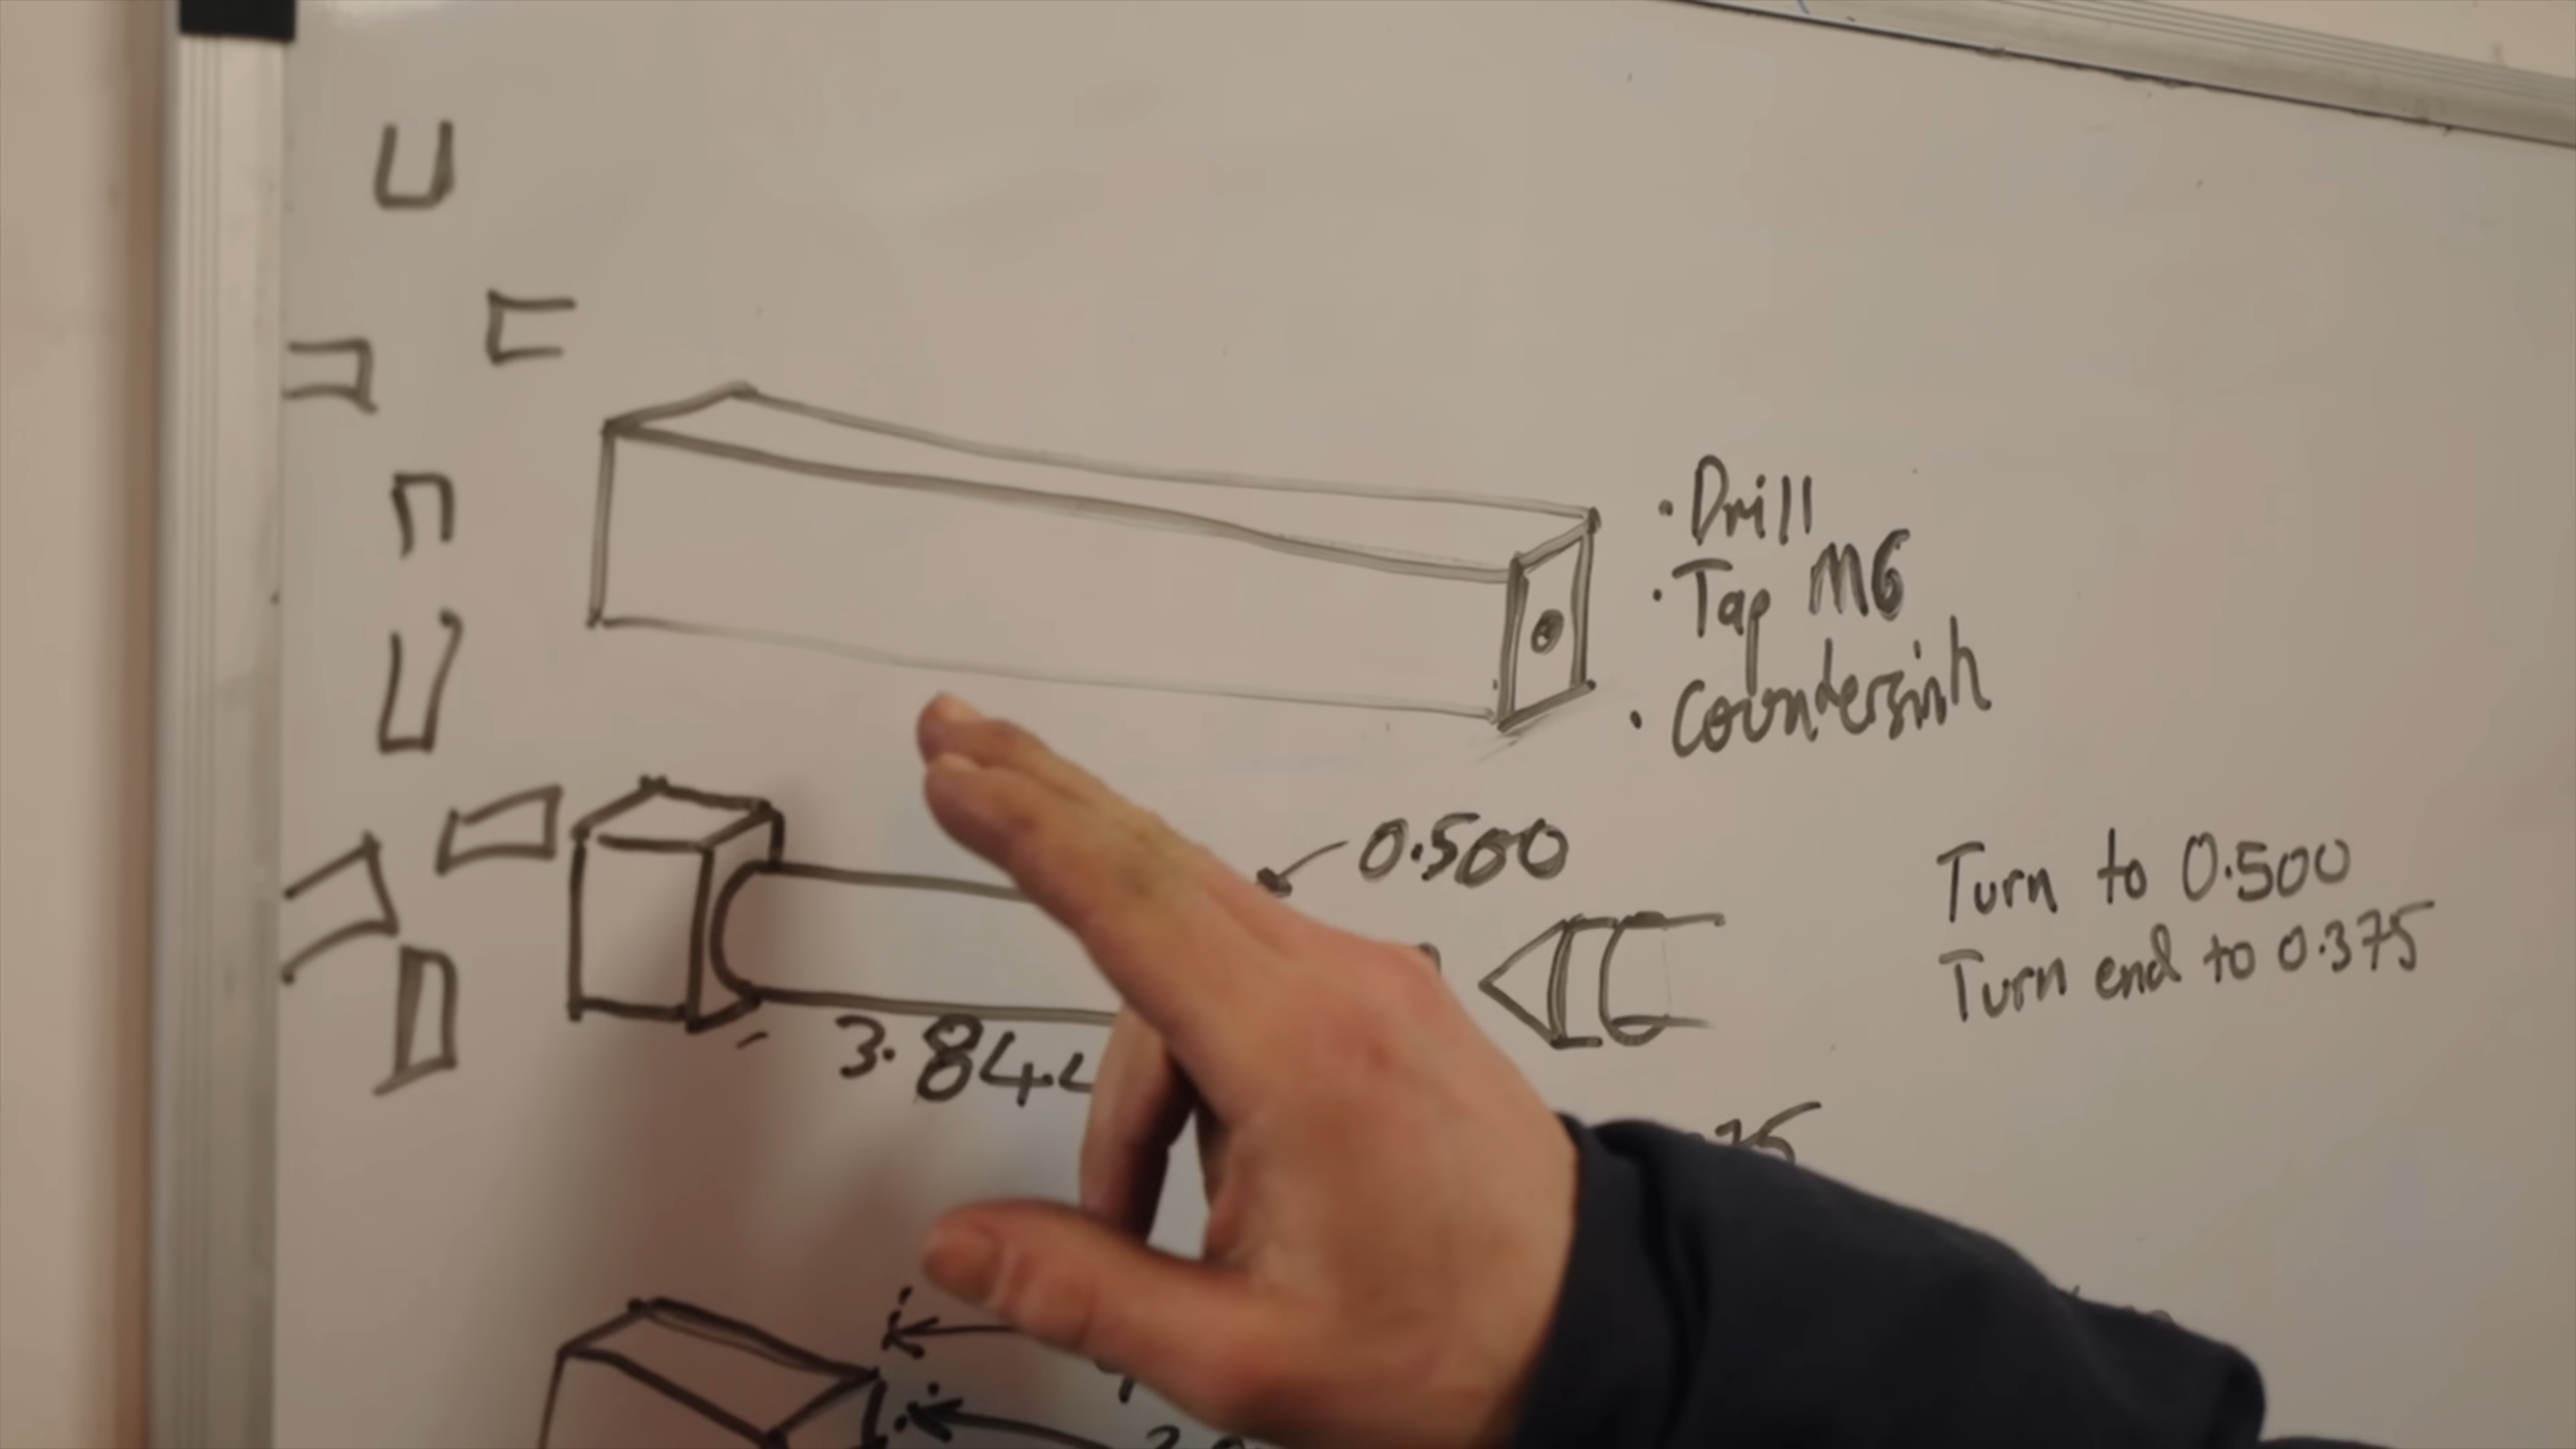 · Drill
· Tap M6
· Countersink
0.500
Turn to 0.500
Turn end to 0.375